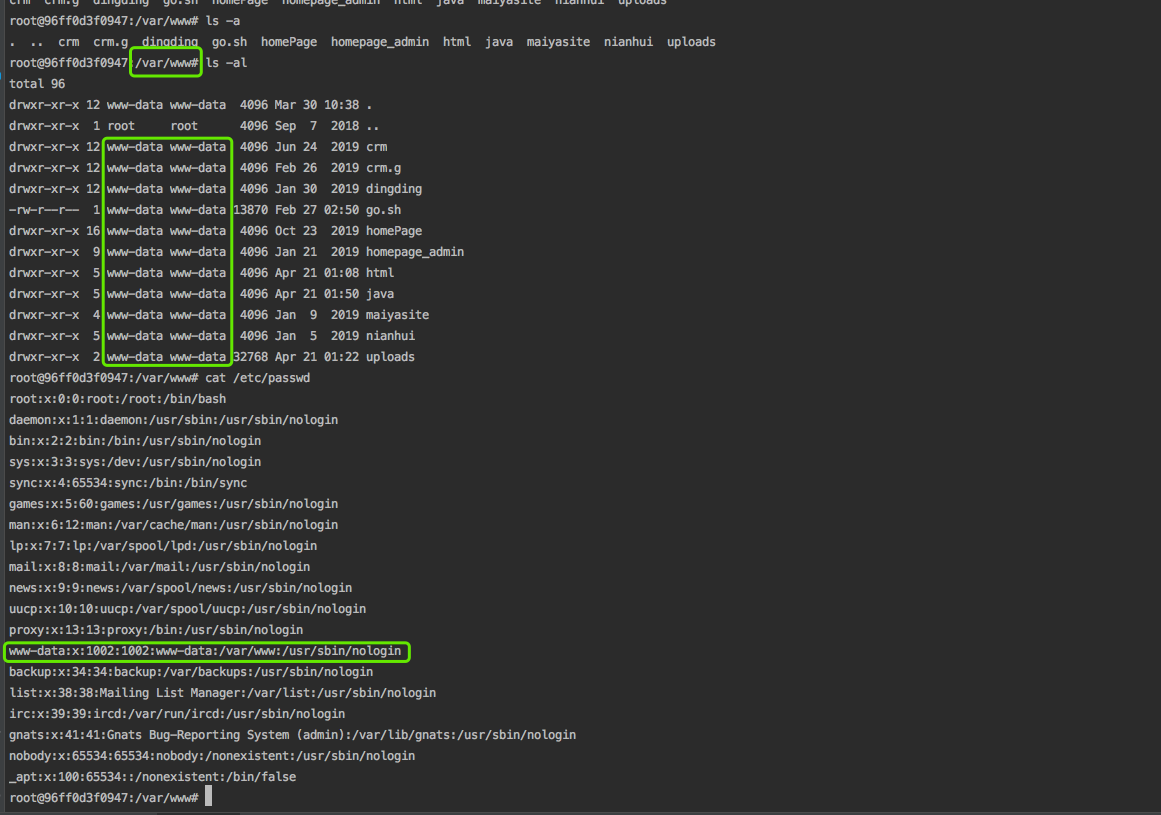 crm crm.g dingding go.sh homePage homepage_admin html java maiyasite nianhui uploads
root@96ff0d3f0947:/var/www# ls -a
. .. crm crm.g dingding go.sh homePage homepage_admin html java maiyasite nianhui uploads
root@96ff0d3f0947:/var/www# ls -al
total 96
drwxr-xr-x 12 www-data www-data 4096 Mar 30 10:38 .
drwxr-xr-x 1 root root 4096 Sep 7 2018 ..
drwxr-xr-x 12 www-data www-data 4096 Jun 24 2019 crm
drwxr-xr-x 12 www-data www-data 4096 Feb 26 2019 crm.g
drwxr-xr-x 12 www-data www-data 4096 Jan 30 2019 dingding
-rw-r--r-- 1 www-data www-data 13870 Feb 27 02:50 go.sh
drwxr-xr-x 16 www-data www-data 4096 Oct 23 2019 homePage
drwxr-xr-x 9 www-data www-data 4096 Jan 21 2019 homepage_admin
drwxr-xr-x 5 www-data www-data 4096 Apr 21 01:08 html
drwxr-xr-x 5 www-data www-data 4096 Apr 21 01:50 java
drwxr-xr-x 4 www-data www-data 4096 Jan 9 2019 maiyasite
drwxr-xr-x 5 www-data www-data 4096 Jan 5 2019 nianhui
drwxr-xr-x 2 www-data www-data 32768 Apr 21 01:22 uploads
root@96ff0d3f0947:/var/www# cat /etc/passwd
root:x:0:0:root:/root:/bin/bash
daemon:x:1:1:daemon:/usr/sbin:/usr/sbin/nologin
bin:x:2:2:bin:/bin:/usr/sbin/nologin
sys:x:3:3:sys:/dev:/usr/sbin/nologin
sync:x:4:65534:sync:/bin:/bin/sync
games:x:5:60:games:/usr/games:/usr/sbin/nologin
man:x:6:12:man:/var/cache/man:/usr/sbin/nologin
lp:x:7:7:lp:/var/spool/lpd:/usr/sbin/nologin
mail:x:8:8:mail:/var/mail:/usr/sbin/nologin
news:x:9:9:news:/var/spool/news:/usr/sbin/nologin
uucp:x:10:10:uucp:/var/spool/uucp:/usr/sbin/nologin
proxy:x:13:13:proxy:/bin:/usr/sbin/nologin
www-data:x:1002:1002:www-data:/var/www:/usr/sbin/nologin
backup:x:34:34:backup:/var/backups:/usr/sbin/nologin
list:x:38:38:Mailing List Manager:/var/list:/usr/sbin/nologin
irc:x:39:39:ircd:/var/run/ircd:/usr/sbin/nologin
gnats:x:41:41:Gnats Bug-Reporting System (admin):/var/lib/gnats:/usr/sbin/nologin
nobody:x:65534:65534:nobody:/nonexistent:/usr/sbin/nologin
_apt:x:100:65534::/nonexistent:/bin/false
root@96ff0d3f0947:/var/www#